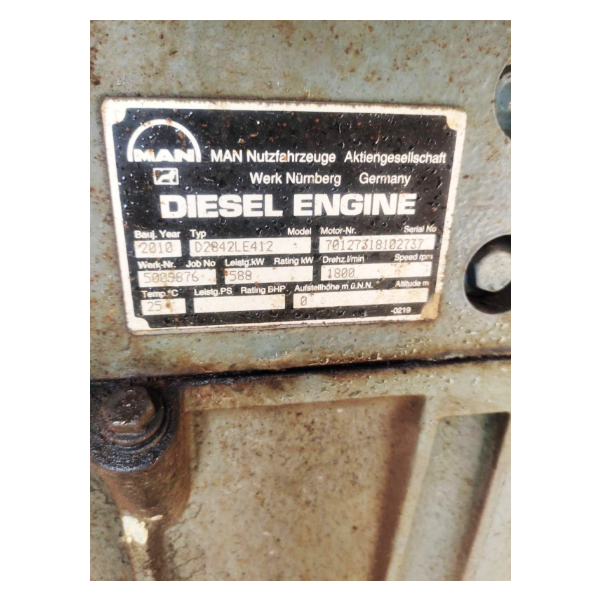 MAN
MAN Nutzfahrzeuge Aktiengesellschaft
Werk Nürnberg Germany
DIESEL ENGINE
Bauj. Year Typ Model Motor-Nr. Serial No
2010 D2842LE412 70127318102737
Werk-Nr. Job No Leistg.kW Rating kW Drehz.l/min Speed rpm
5009876 588 1800
Temp.°C Leistg.PS Rating BHP Aufstellhöhe m ü.N.N. Altitude m
25 0
-0219